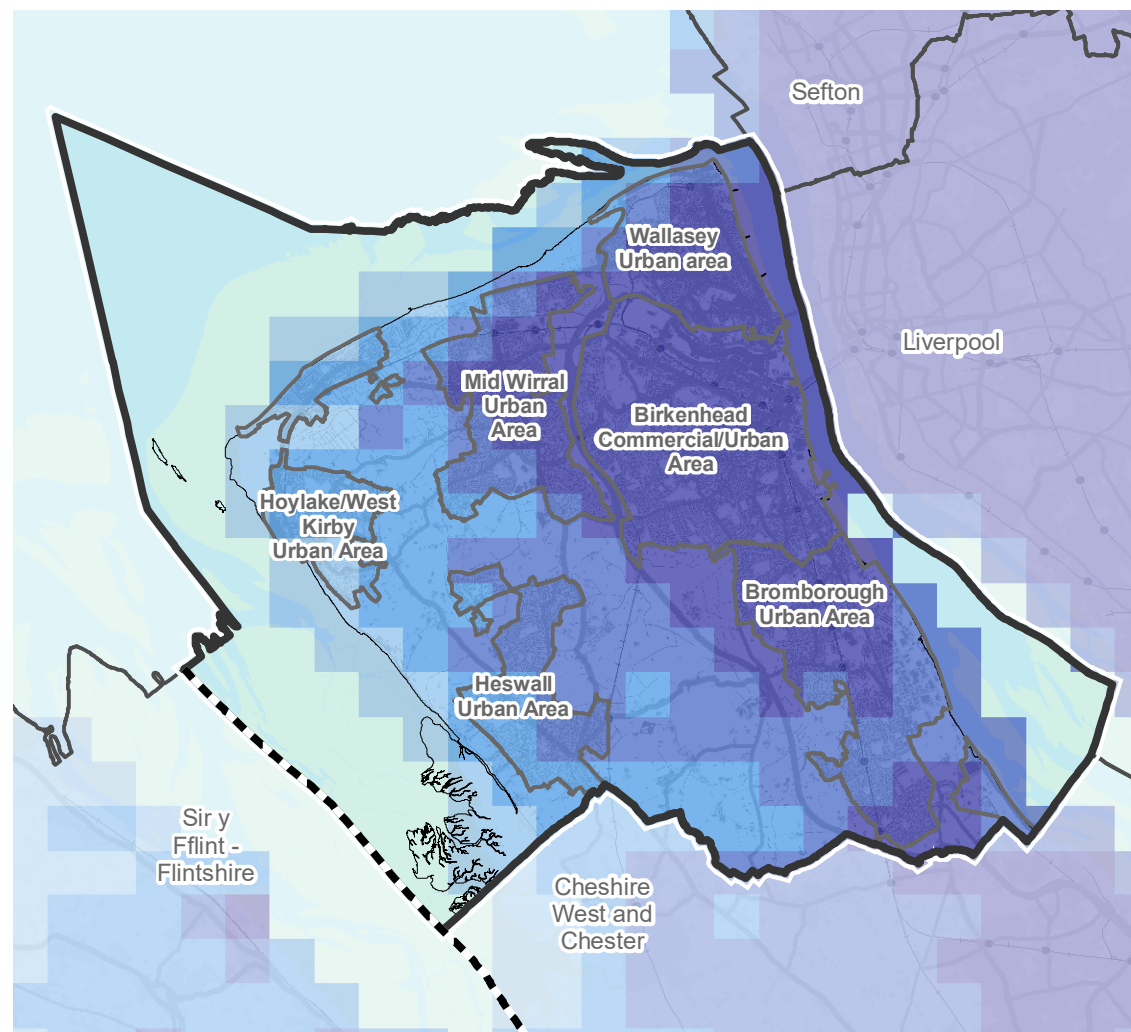 Sefton
Wallasey
Urban area
Liverpool
Mid Wirral
Urban
Area
Birkenhead
Commercial/Urban
Area
Hoylake/West
Kirby
Urban Area
Bromborough
Urban Area
Heswall
Urban Area
Sir y
Fflint -
Flintshire
Cheshire
West and
Chester